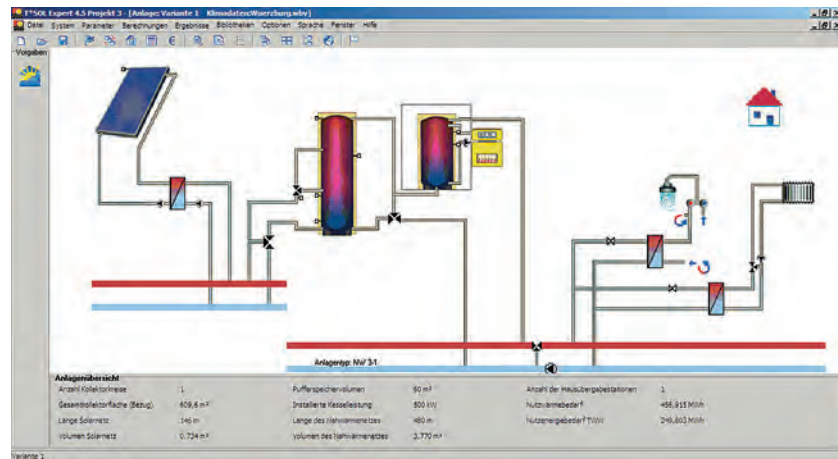 T*SOL Expert 4.5 Projekt 3 - [Anlage: Variante 1 Klimadaten:Wuerzburg.wbv]
Datei System Parameter Berechnungen Ergebnisse Bibliotheken Optionen Sprache Fenster Hilfe
Vorgaben
Anlagentyp: NW 3/1
Anlagenübersicht
Anzahl Kollektorkreise 1 Pufferspeichervolumen 60 m³ Anzahl der Hausübergabestationen 1
Gesamtkollektorfläche (Bezug) 609,6 m² Installierte Kesselleistung 500 kW Nutzwärmebedarf 486,915 MWh
Länge Solarnetz 146 m Länge des Nahwärmenetzes 480 m Nutzenergiebedarf TWW 249,803 MWh
Volumen Solarnetz 0,734 m³ Volumen des Nahwärmenetzes 3,770 m³
Variante 1